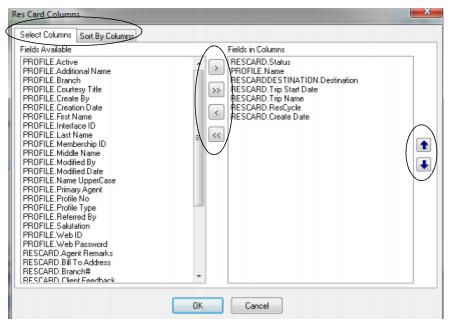 Res Card Columns
Select Columns
Sort By Columns
Fields Available
PROFILE.Active
PROFILE.Additional Name
PROFILE.Branch
PROFILE.Courtesy Title
PROFILE.Create By
PROFILE.Creation Date
PROFILE.First Name
PROFILE.Interface ID
PROFILE.Last Name
PROFILE.Membership ID
PROFILE.Middle Name
PROFILE.Modified By
PROFILE.Modified Date
PROFILE.Name UpperCase
PROFILE.Primary Agent
PROFILE.Profile No
PROFILE.Profile Type
PROFILE.Referred By
PROFILE.Salutation
PROFILE.Web ID
PROFILE.Web Password
RESCARD.Agent Remarks
RESCARD.Bill To Address
RESCARD.Branch#
RESCARD.Client Feedback
>
>>
<
<<
Fields in Columns
RESCARD.Status
PROFILE.Name
RESCARDDESTINATION.Destination
RESCARD.Trip Start Date
RESCARD.Trip Name
RESCARD.ResCycle
RESCARD.Create Date
OK
Cancel